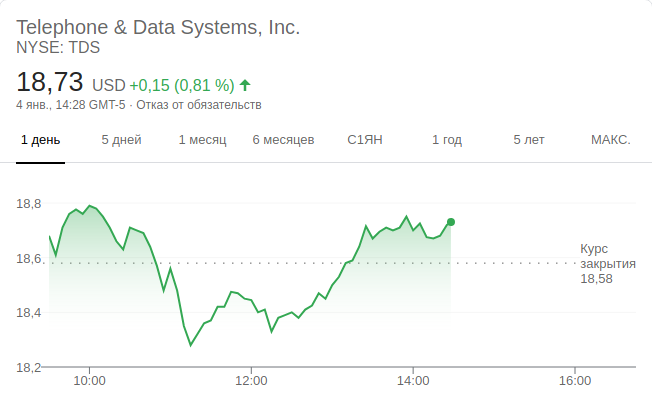 Telephone & Data Systems, Inc.
NYSE: TDS
18,73 USD +0,15 (0,81 %)
4 янв., 14:28 GMT-5 · Отказ от обязательств
1 день 5 дней 1 месяц 6 месяцев С1ЯН 1 год 5 лет МАКС.
18,8
18,6
18,4
18,2
Курс
закрытия
18,58
10:00 12:00 14:00 16:00